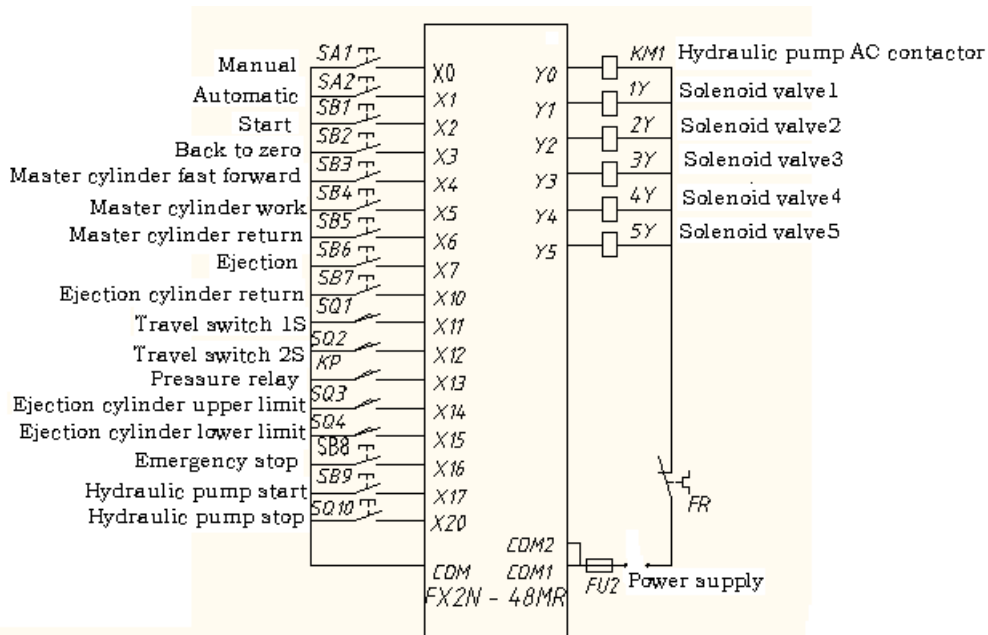 SA1
Manual
X0
SA2
Automatic
X1
SB1
Start
X2
SB2
Back to zero
X3
SB3
Master cylinder fast forward
X4
SB4
Master cylinder work
X5
SB5
Master cylinder return
X6
SB6
Ejection
X7
SB7
Ejection cylinder return
X10
SQ1
Travel switch 1S
X11
SQ2
Travel switch 2S
X12
KP
Pressure relay
X13
SQ3
Ejection cylinder upper limit
X14
SQ4
Ejection cylinder lower limit
X15
SB8
Emergency stop
X16
SB9
Hydraulic pump start
X17
SQ10
Hydraulic pump stop
X20
COM
Y0
KM1
Hydraulic pump AC contactor
Y1
1Y
Solenoid valve1
Y2
2Y
Solenoid valve2
Y3
3Y
Solenoid valve3
Y4
4Y
Solenoid valve4
Y5
5Y
Solenoid valve5
FR
COM2
COM1
FU2
Power supply
FX2N - 48MR